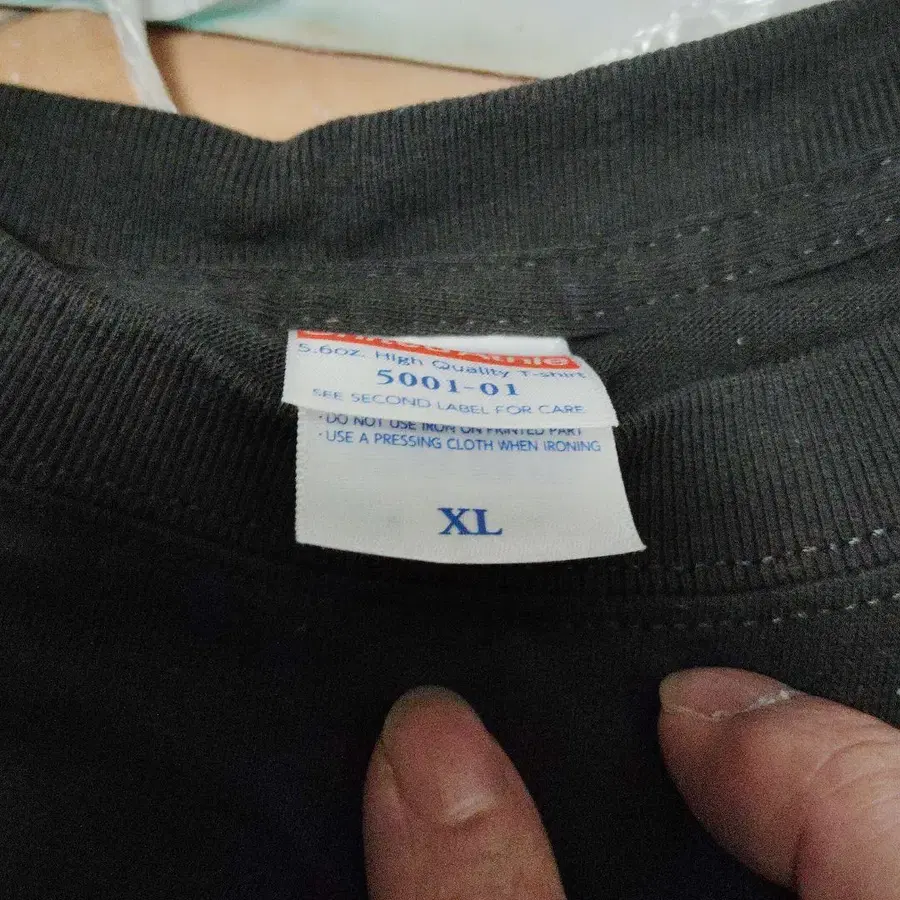 5.6oz. High Quality T-shirt
5001-01
SEE SECOND LABEL FOR CARE
· DO NOT USE IRON ON PRINTED PART
· USE A PRESSING CLOTH WHEN IRONING
XL